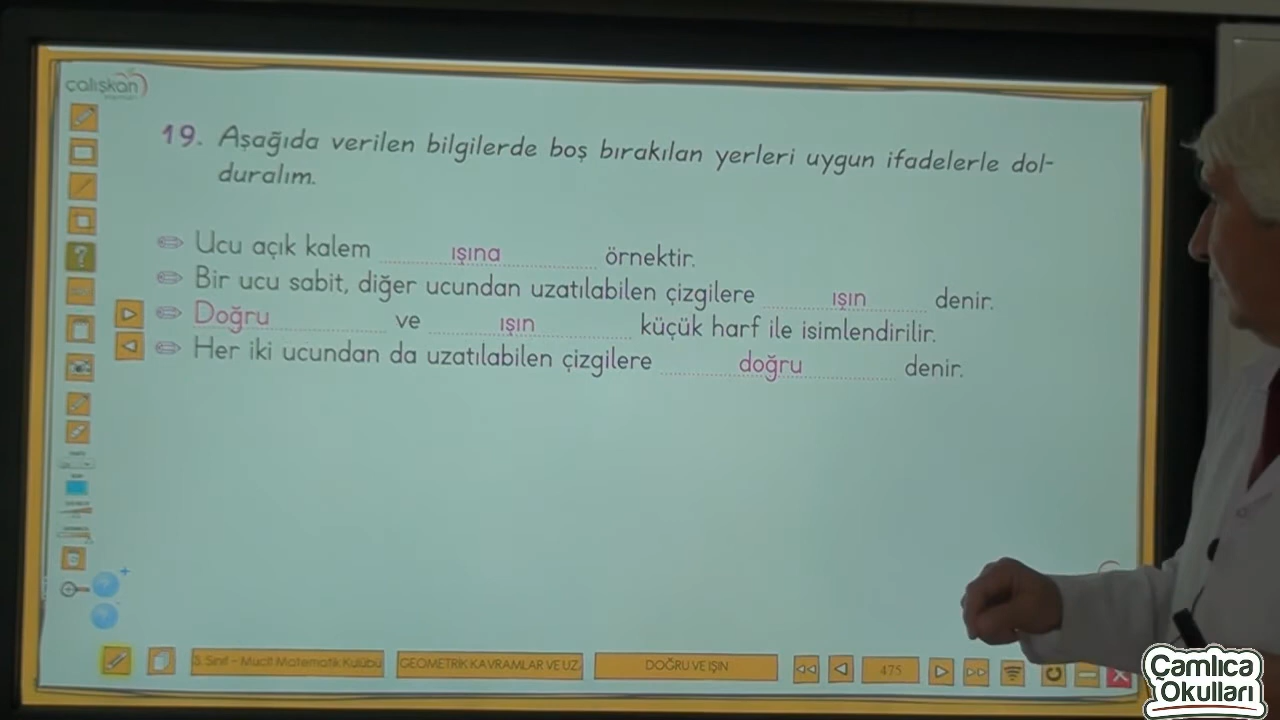 çalışkan
19. Aşağıda verilen bilgilerde boş bırakılan yerleri uygun ifadelerle dol-
duralım.
Ucu açık kalem ışına örnektir.
Bir ucu sabit, diğer ucundan uzatılabilen çizgilere ışın denir.
Doğru ve ışın küçük harf ile isimlendirilir.
Her iki ucundan da uzatılabilen çizgilere doğru denir.
3. Sınıf - Mucit Matematik Kulübü GEOMETRİK KAVRAMLAR VE UZ DOĞRU VE IŞIN 475
Çamlıca
Okulları